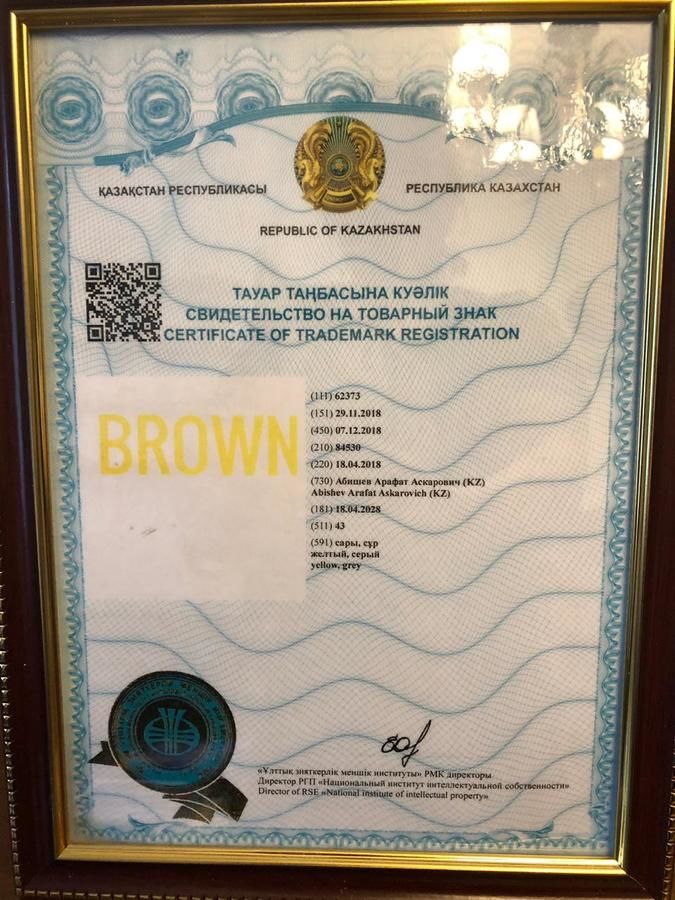 ҚАЗАҚСТАН РЕСПУБЛИКАСЫ
РЕСПУБЛИКА КАЗАХСТАН
REPUBLIC OF KAZAKHSTAN
ТАУАР ТАҢБАСЫНА КУӘЛІК
СВИДЕТЕЛЬСТВО НА ТОВАРНЫЙ ЗНАК
CERTIFICATE OF TRADEMARK REGISTRATION
BROWN
(111) 62373
(151) 29.11.2018
(450) 07.12.2018
(210) 84530
(220) 18.04.2018
(730) Абишев Арафат Аскарович (KZ)
Abishev Arafat Askarovich (KZ)
(181) 18.04.2028
(511) 43
(591) сары, сұр
желтый, серый
yellow, grey
«Ұлттық зияткерлік меншік институты» РМК директоры
Директор РГП «Национальный институт интеллектуальной собственности»
Director of RSE «National institute of intellectual property»